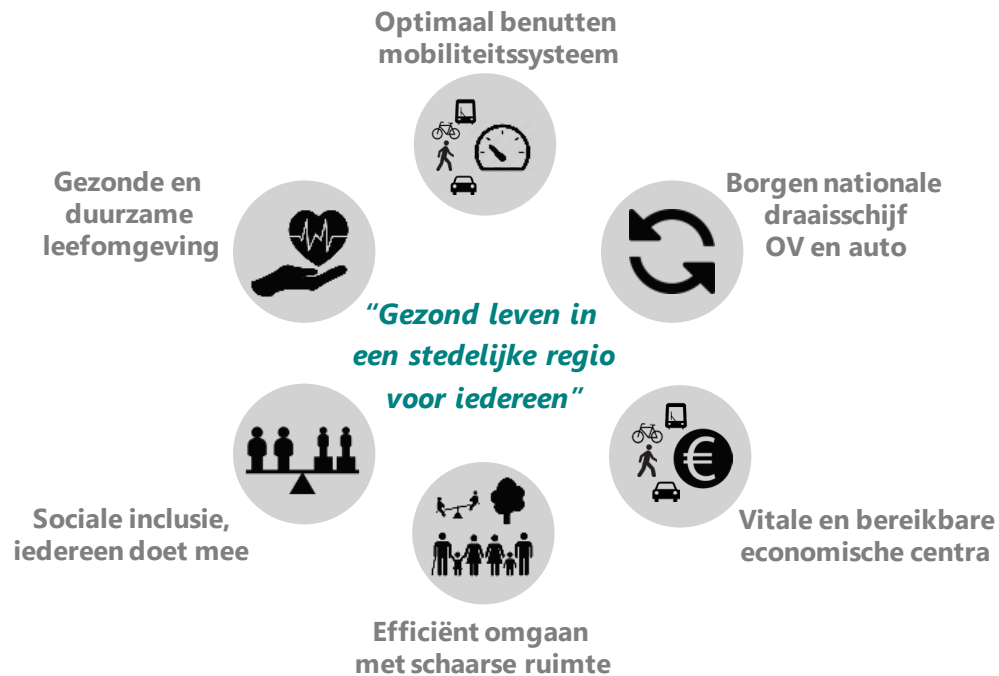 Optimaal benutten
mobiliteitssysteem
Gezonde en
duurzame
leefomgeving
Borgen nationale
draaisschijf
OV en auto
“Gezond leven in
een stedelijke regio
voor iedereen”
€
Sociale inclusie,
iedereen doet mee
Vitale en bereikbare
economische centra
Efficiënt omgaan
met schaarse ruimte